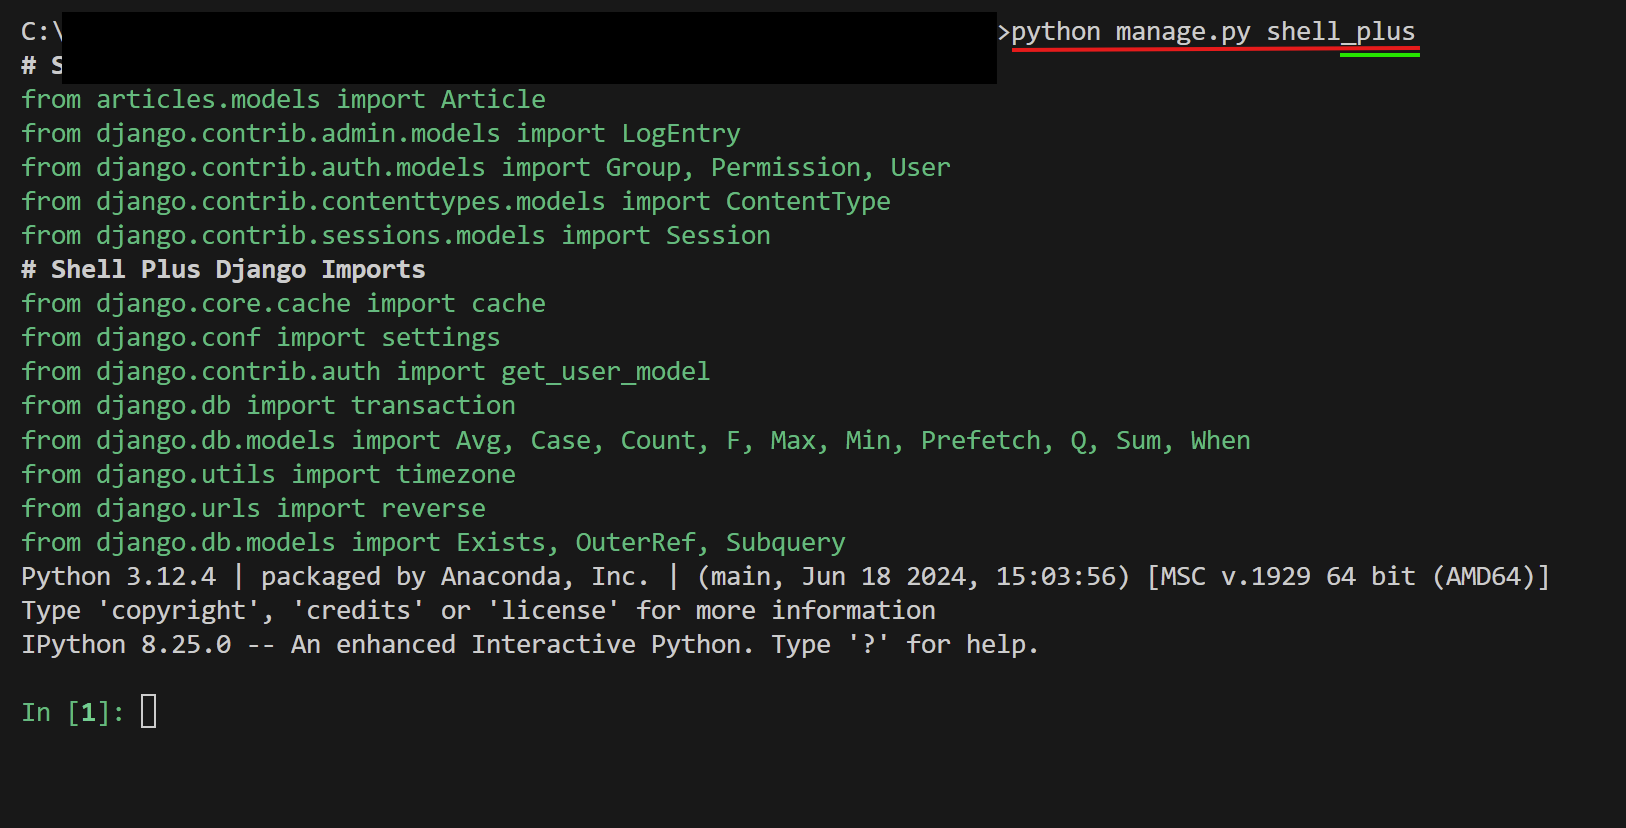 C:\>python manage.py shell_plus
# S
from articles.models import Article
from django.contrib.admin.models import LogEntry
from django.contrib.auth.models import Group, Permission, User
from django.contrib.contenttypes.models import ContentType
from django.contrib.sessions.models import Session
# Shell Plus Django Imports
from django.core.cache import cache
from django.conf import settings
from django.contrib.auth import get_user_model
from django.db import transaction
from django.db.models import Avg, Case, Count, F, Max, Min, Prefetch, Q, Sum, When
from django.utils import timezone
from django.urls import reverse
from django.db.models import Exists, OuterRef, Subquery
Python 3.12.4 | packaged by Anaconda, Inc. | (main, Jun 18 2024, 15:03:56) [MSC v.1929 64 bit (AMD64)]
Type 'copyright', 'credits' or 'license' for more information
IPython 8.25.0 -- An enhanced Interactive Python. Type '?' for help.
In [1]: